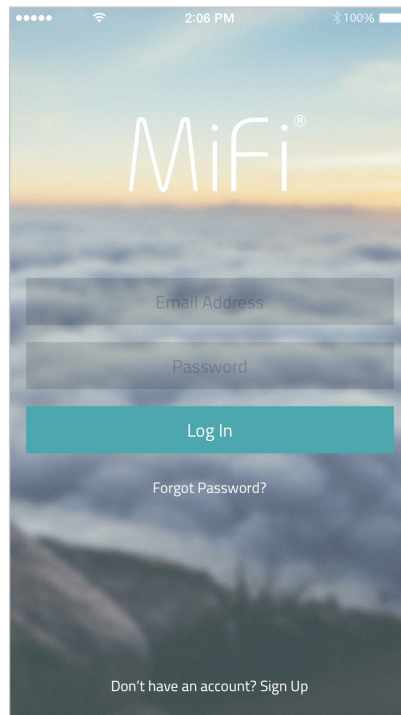 2:06 PM 100%
MiFi®
Email Address
Password
Log In
Forgot Password?
Don't have an account? Sign Up